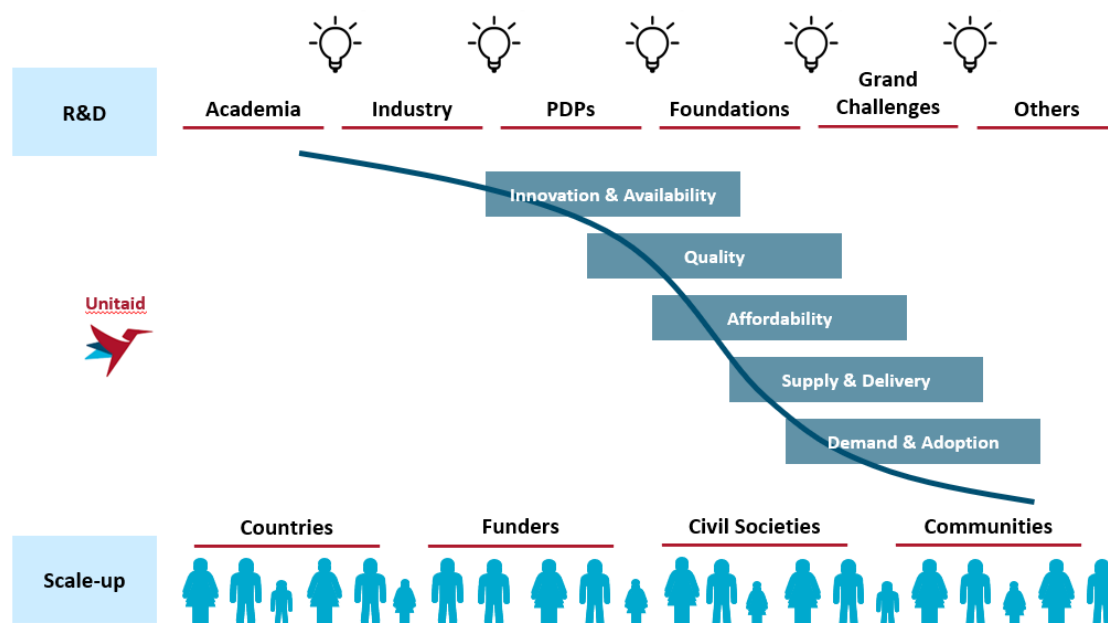 R&D
Academia
Industry
PDPs
Foundations
Grand
Challenges
Others
Innovation & Availability
Quality
Unitaid
Affordability
Supply & Delivery
Demand & Adoption
Countries
Funders
Civil Societies
Communities
Scale-up